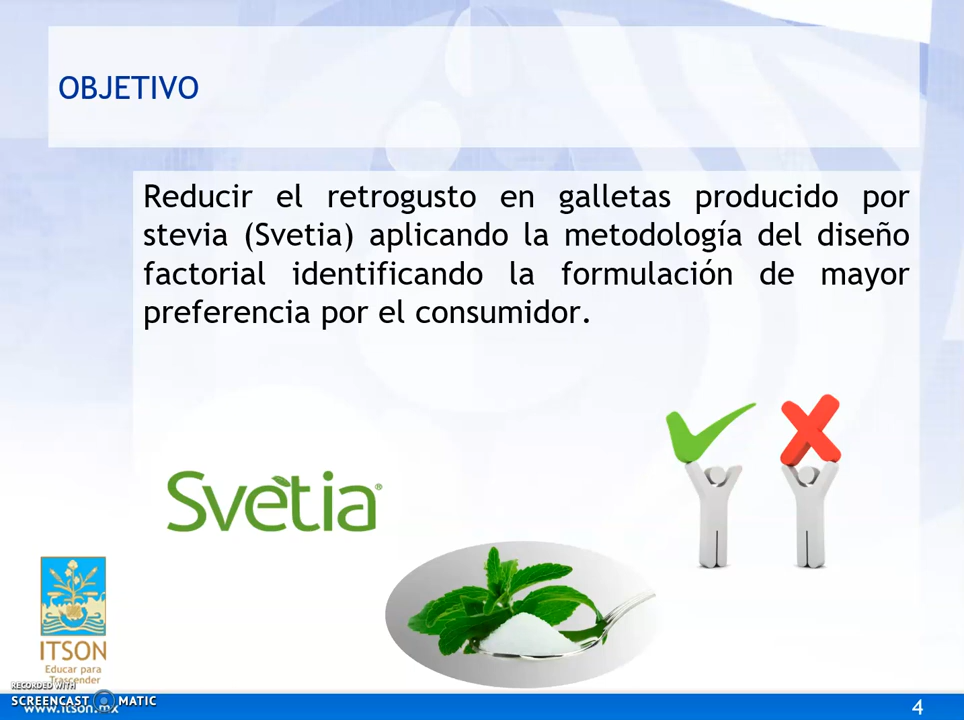 OBJETIVO
Reducir el retrogusto en galletas producido por
stevia (Svetia) aplicando la metodología del diseño
factorial identificando la formulación de mayor
preferencia por el consumidor.
Svetia®
ITSON
Educar para
Trascender
RECORDED WITH
SCREENCAST MATIC
www.itson.mx
4